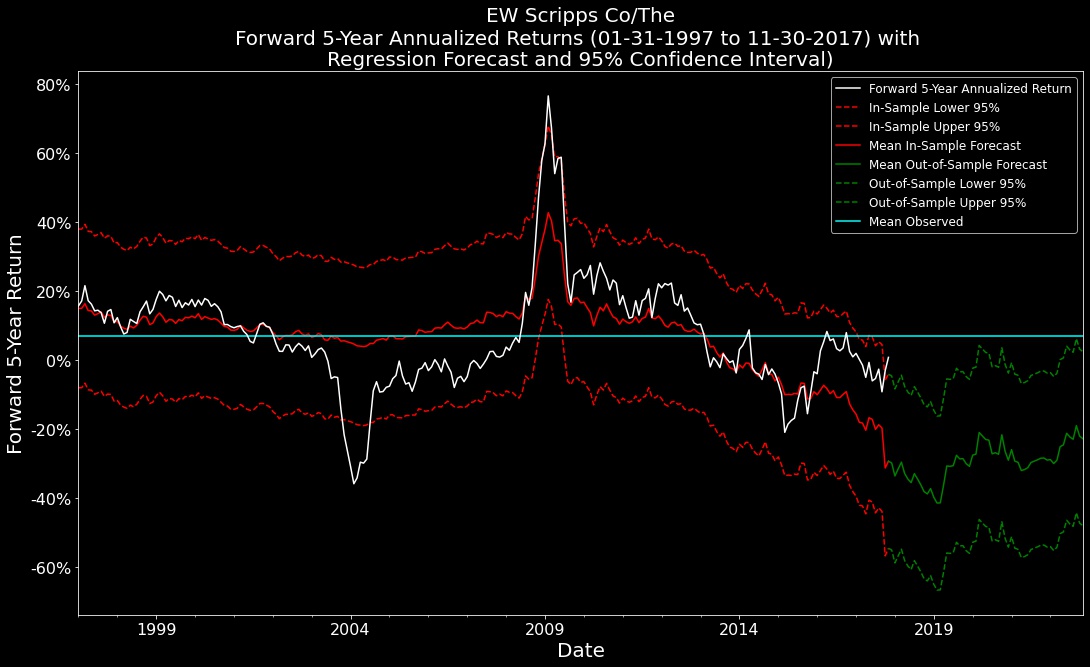 EW Scripps Co/The
Forward 5-Year Annualized Returns (01-31-1997 to 11-30-2017) with
Regression Forecast and 95% Confidence Interval)
Forward 5-Year Annualized Return
In-Sample Lower 95%
In-Sample Upper 95%
Mean In-Sample Forecast
Mean Out-of-Sample Forecast
Out-of-Sample Lower 95%
Out-of-Sample Upper 95%
Mean Observed
Forward 5-Year Return
80%
60%
40%
20%
0%
-20%
-40%
-60%
1999
2004
2009
2014
2019
Date